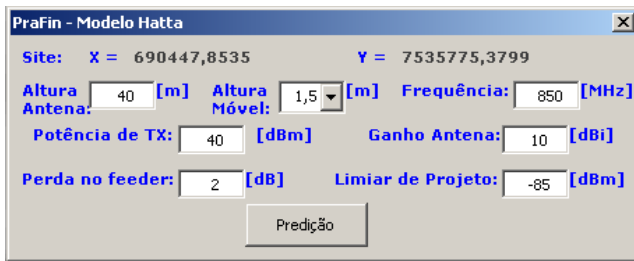 PraFin - Modelo Hatta
Site: X = 690447,8535 Y = 7535775,3799
Altura Antena: 40 [m] Altura Móvel: 1,5 [m] Frequência: 850 [MHz]
Potência de TX: 40 [dBm] Ganho Antena: 10 [dBi]
Perda no feeder: 2 [dB] Limiar de Projeto: -85 [dBm]
Predição